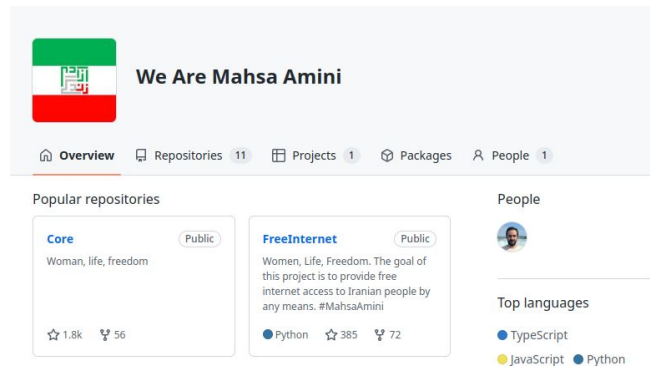 We Are Mahsa Amini
Overview Repositories 11 Projects 1 Packages People 1
Popular repositories
People
Core Public
Woman, life, freedom
1.8k 56
FreeInternet Public
Women, Life, Freedom. The goal of
this project is to provide free
internet access to Iranian people by
any means. #MahsaAmini
Python 385 72
Top languages
TypeScript
JavaScript Python